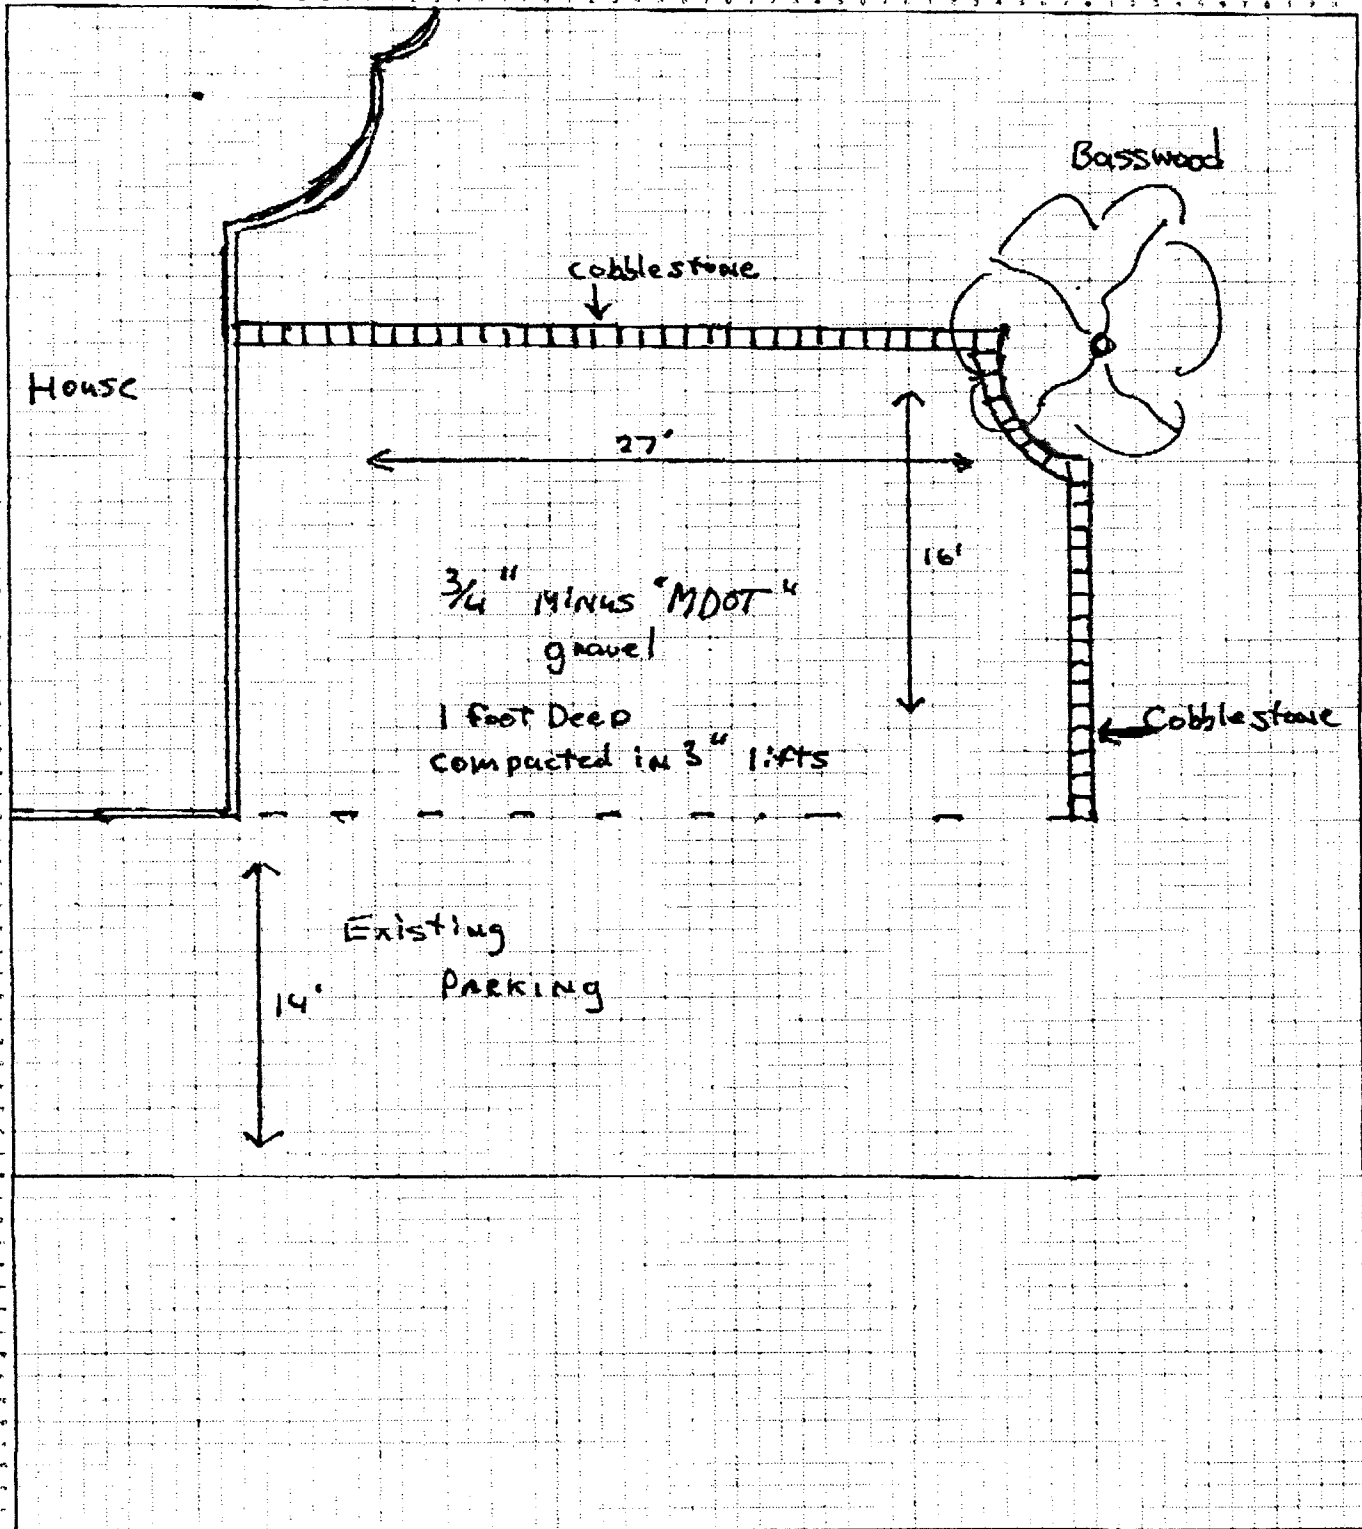 Basswood
cobblestone
House
27'
16'
3/4" MINUS "MDOT"
gravel
1 foot Deep
compacted in 3" lifts
Cobblestone
Existing
PARKING
14'